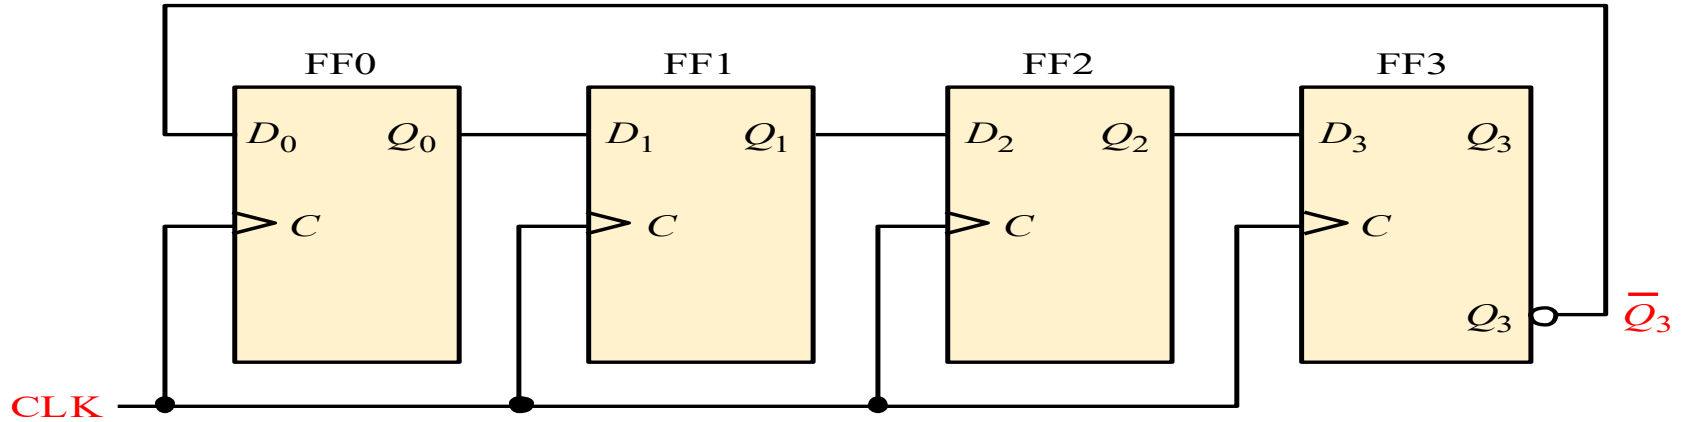 FF0 FF1 FF2 FF3
D₀ Q₀ D₁ Q₁ D₂ Q₂ D₃ Q₃
C C C C
Q₃ Q̅₃
CLK